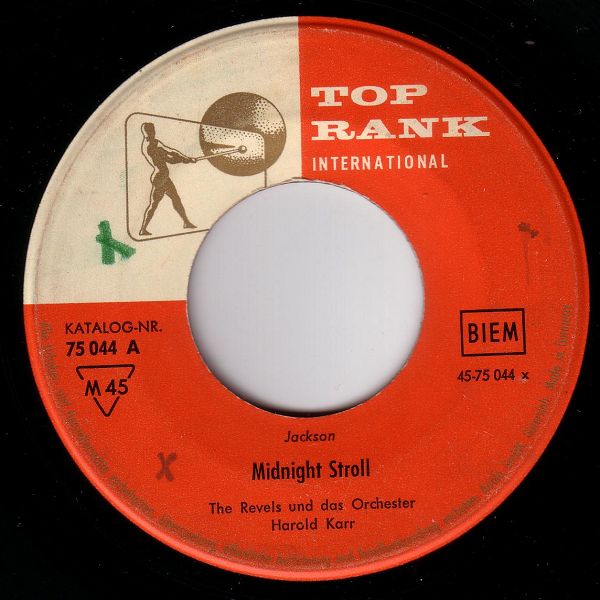 TOP
RANK
INTERNATIONAL
KATALOG-NR.
75 044 A
M 45
BIEM
45-75 044 x
Jackson
Midnight Stroll
The Revels und das Orchester
Harold Karr